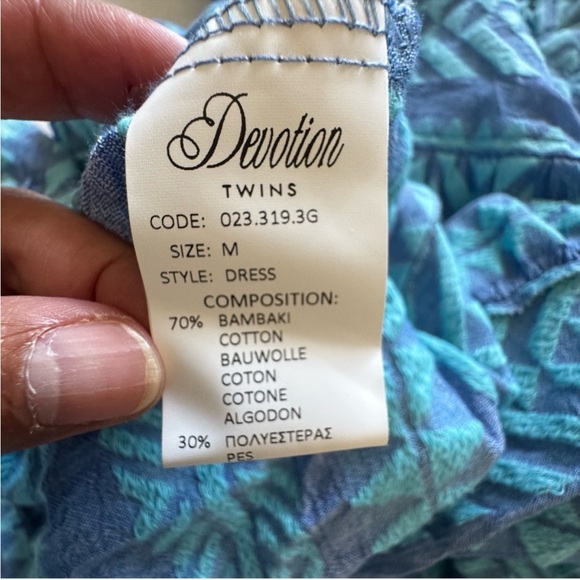 Devotion
TWINS
CODE: 023.319.3G
SIZE: M
STYLE: DRESS
COMPOSITION:
70% BAMBAKI
COTTON
BAUWOLLE
COTON
COTONE
ALGODON
30% ΠΟΛΥΕΣΤΕΡΑΣ
PES